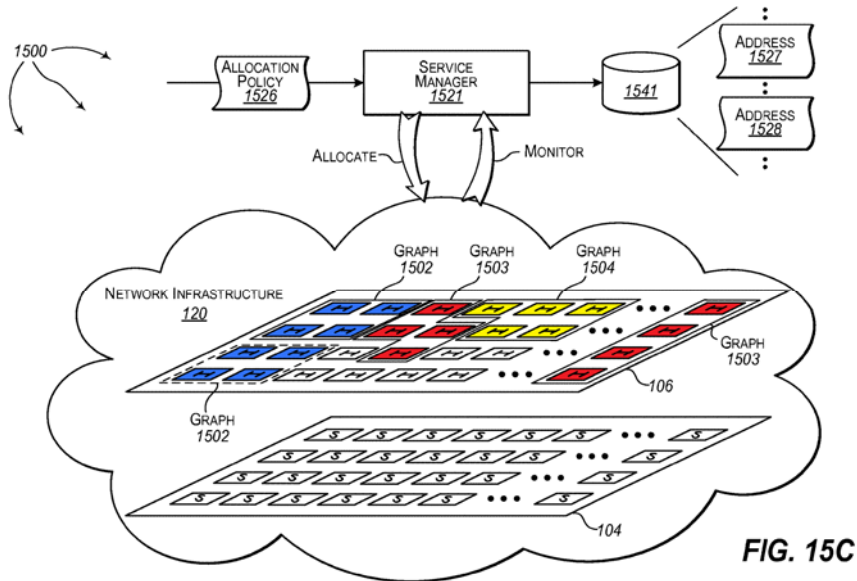 1500
ALLOCATION
POLICY
1526
SERVICE
MANAGER
1521
1541
ADDRESS
1527
ADDRESS
1528
ALLOCATE
MONITOR
NETWORK INFRASTRUCTURE
120
GRAPH
1502
GRAPH
1503
GRAPH
1504
H H H H H H H
H H H H H H H
H H H H H H H
H H H H H H H
GRAPH
1503
106
GRAPH
1502
S S S S S S S
S S S S S S S
S S S S S S S
S S S S S S S
104
FIG. 15C